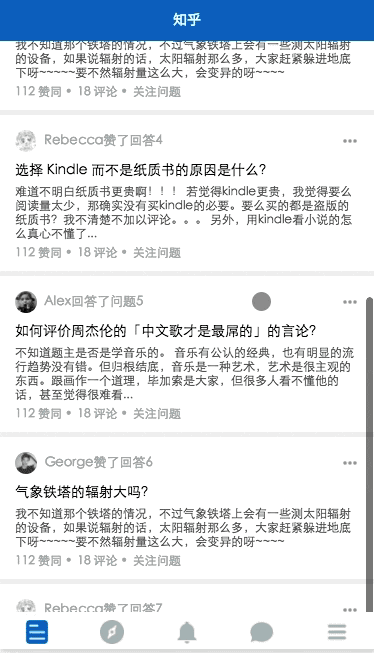 知乎
我不知道那个铁塔的情况，不过气象铁塔上会有一些测太阳辐射
的设备，如果说辐射的话，太阳辐射那么多，大家赶紧躲进地底
下呀~~~~~要不然辐射量这么大，会变异的呀~~~~
112 赞同 • 18 评论 • 关注问题
Rebecca赞了回答4
选择 Kindle 而不是纸质书的原因是什么?
难道不明白纸质书更贵啊！！！ 若觉得kindle更贵，我觉得要么
阅读量太少，那确实没有买kindle的必要。要么买的都是盗版的
纸质书？我不清楚不加以评论。。。 另外，用kindle看小说的怎
么真心不懂了...
112 赞同 • 18 评论 • 关注问题
Alex回答了问题5
如何评价周杰伦的「中文歌才是最屌的」的言论?
不知道题主是否是学音乐的。 音乐有公认的经典，也有明显的流
行趋势没有错。但归根结底，音乐是一种艺术，艺术是很主观的
东西。跟画作一个道理，毕加索是大家，但很多人看不懂他的
话，甚至觉得很难看...
112 赞同 • 18 评论 • 关注问题
George赞了回答6
气象铁塔的辐射大吗?
我不知道那个铁塔的情况，不过气象铁塔上会有一些测太阳辐射
的设备，如果说辐射的话，太阳辐射那么多，大家赶紧躲进地底
下呀~~~~~要不然辐射量这么大，会变异的呀~~~~
112 赞同 • 18 评论 • 关注问题
Rebecca赞了回答7